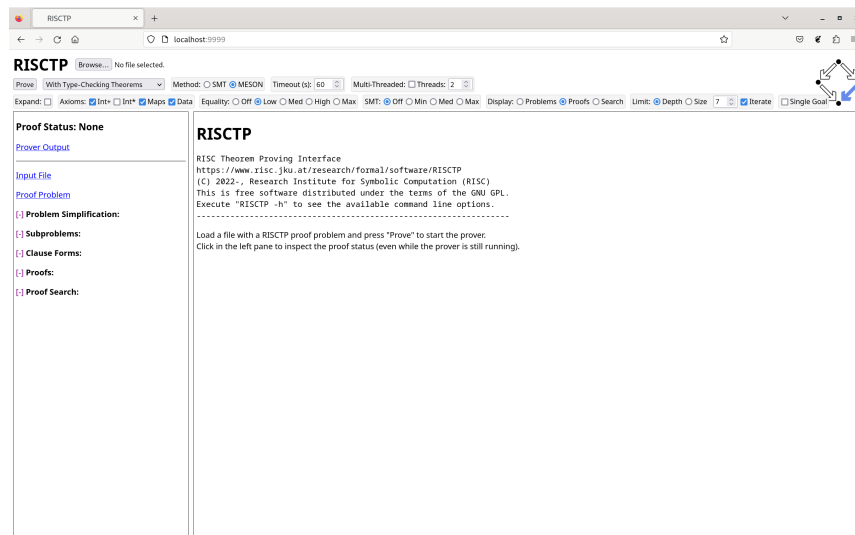 RISCTP × +
localhost:9999
RISCTP Browse... No file selected.
Prove With Type-Checking Theorems Method: SMT MESON Timeout (s): 60 Multi-Threaded: Threads: 2
Expand: Axioms: Int+ Int* Maps Data Equality: Off Low Med High Max SMT: Off Min Med Max Display: Problems Proofs Search Limit: Depth Size 7 Iterate Single Goal
Proof Status: None
Prover Output
Input File
Proof Problem
[-] Problem Simplification:
[-] Subproblems:
[-] Clause Forms:
[-] Proofs:
[-] Proof Search:
RISCTP
RISC Theorem Proving Interface
https://www.risc.jku.at/research/formal/software/RISCTP
(C) 2022-, Research Institute for Symbolic Computation (RISC)
This is free software distributed under the terms of the GNU GPL.
Execute "RISCTP -h" to see the available command line options.
-----------------------------------------------------------------
Load a file with a RISCTP proof problem and press "Prove" to start the prover.
Click in the left pane to inspect the proof status (even while the prover is still running).